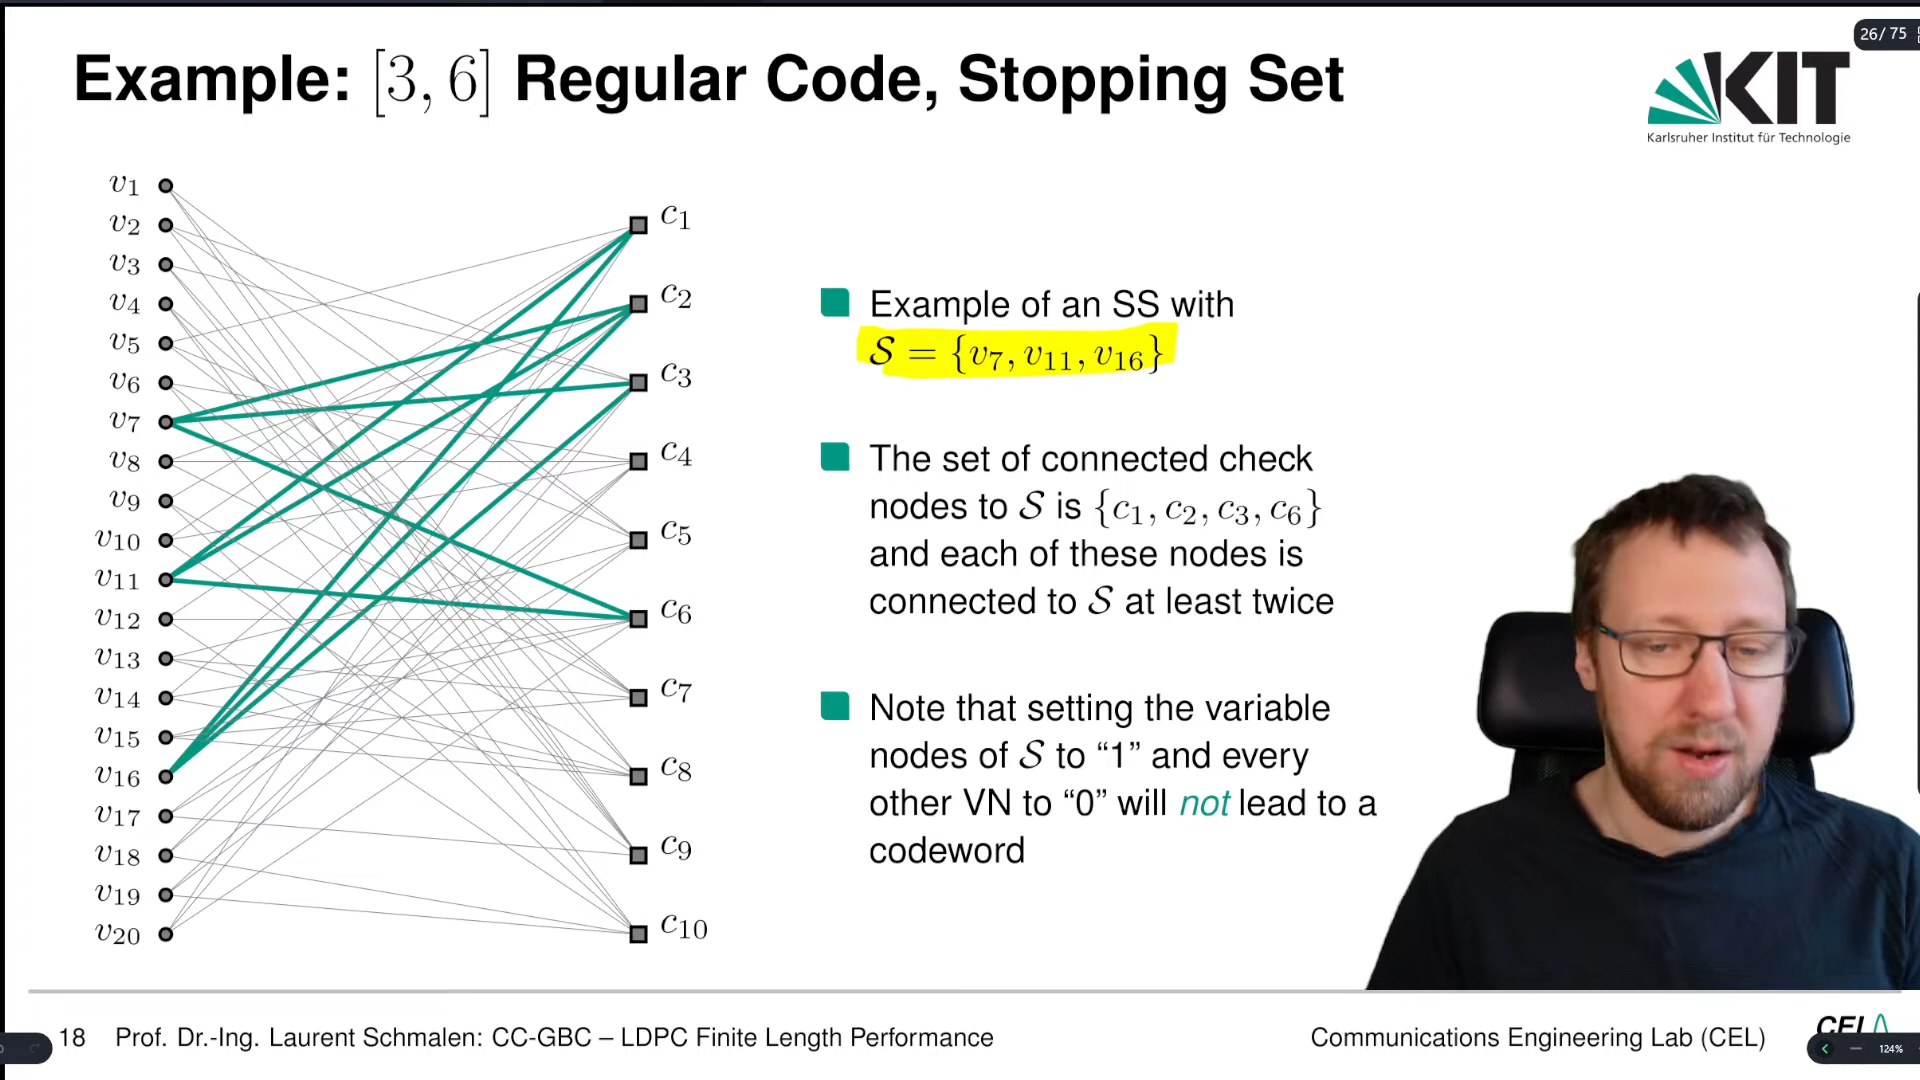 26/ 75
Example: [3, 6] Regular Code, Stopping Set
KIT
Karlsruher Institut für Technologie
v1
v2
v3
v4
v5
v6
v7
v8
v9
v10
v11
v12
v13
v14
v15
v16
v17
v18
v19
v20
c1
c2
c3
c4
c5
c6
c7
c8
c9
c10
Example of an SS with
𝒮 = {v7, v11, v16}
The set of connected check
nodes to 𝒮 is {c1, c2, c3, c6}
and each of these nodes is
connected to 𝒮 at least twice
Note that setting the variable
nodes of 𝒮 to “1” and every
other VN to “0” will not lead to a
codeword
18 Prof. Dr.-Ing. Laurent Schmalen: CC-GBC – LDPC Finite Length Performance
Communications Engineering Lab (CEL)
CEL
124%